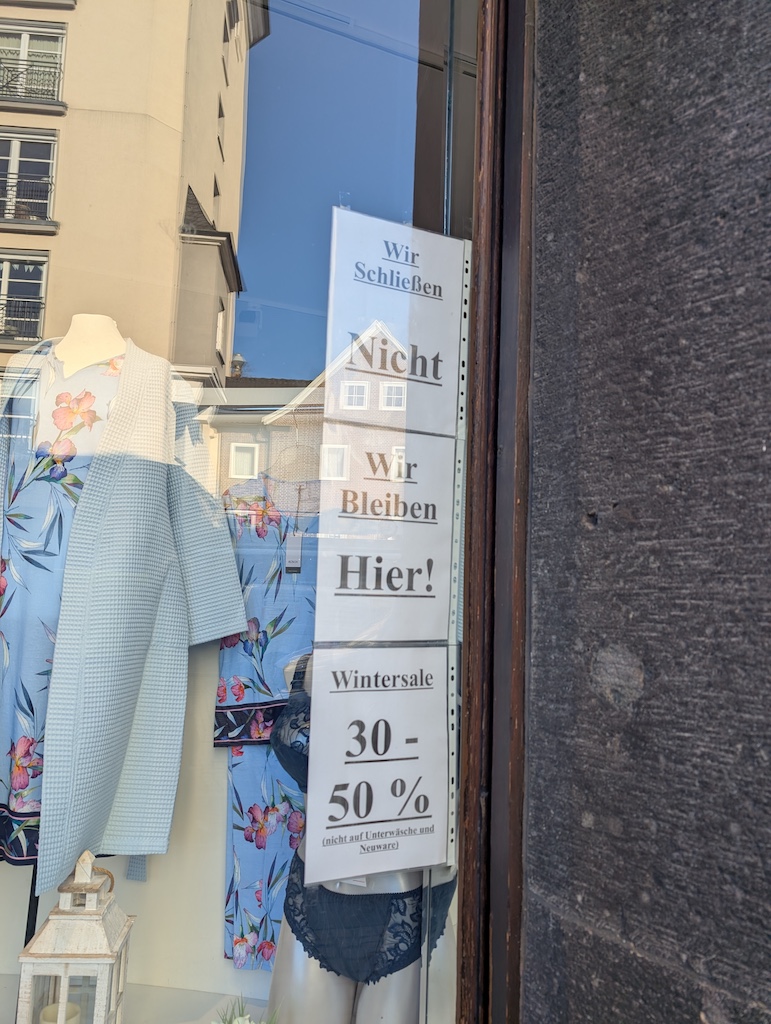 Wir
Schließen
Nicht
Wir
Bleiben
Hier!
Wintersale
30 -
50 %
(nicht auf Unterwäsche und
Neuware)